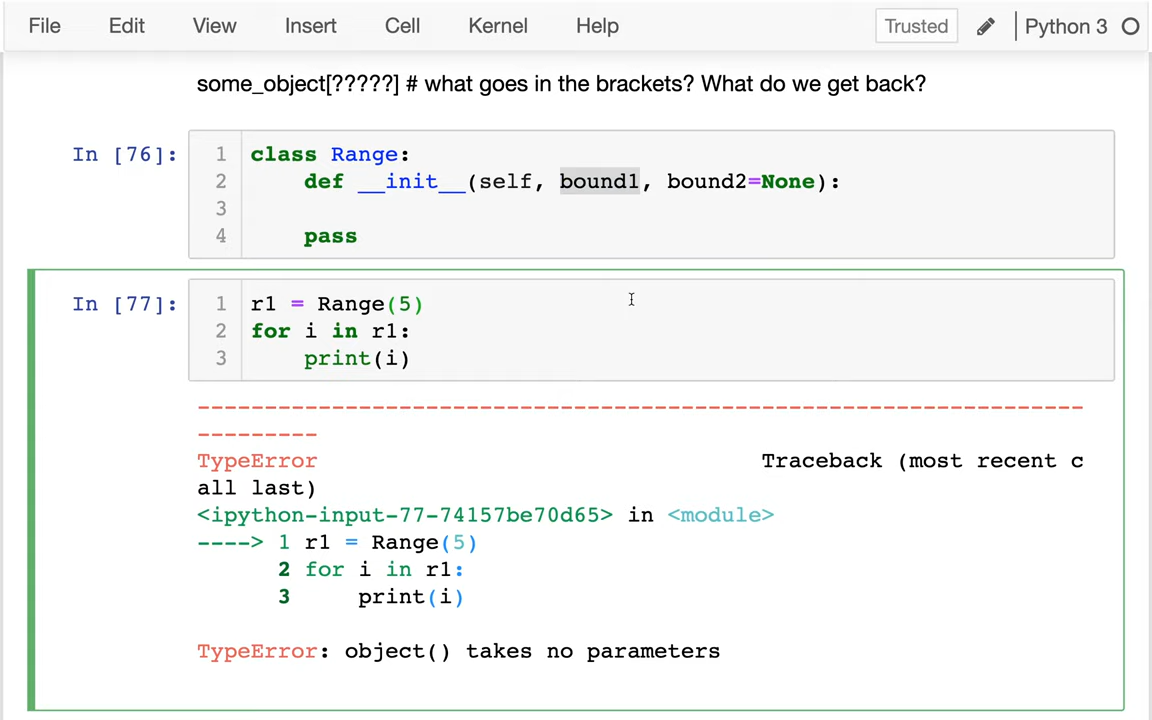 File Edit View Insert Cell Kernel Help Trusted Python 3
some_object[?????] # what goes in the brackets? What do we get back?
In [76]: 1 class Range:
2     def __init__(self, bound1, bound2=None):
3
4     pass
In [77]: 1 r1 = Range(5)
2 for i in r1:
3     print(i)
------------------------------------------------------------------
---------
TypeError                                 Traceback (most recent c
all last)
<ipython-input-77-74157be70d65> in <module>
----> 1 r1 = Range(5)
      2 for i in r1:
      3     print(i)
TypeError: object() takes no parameters